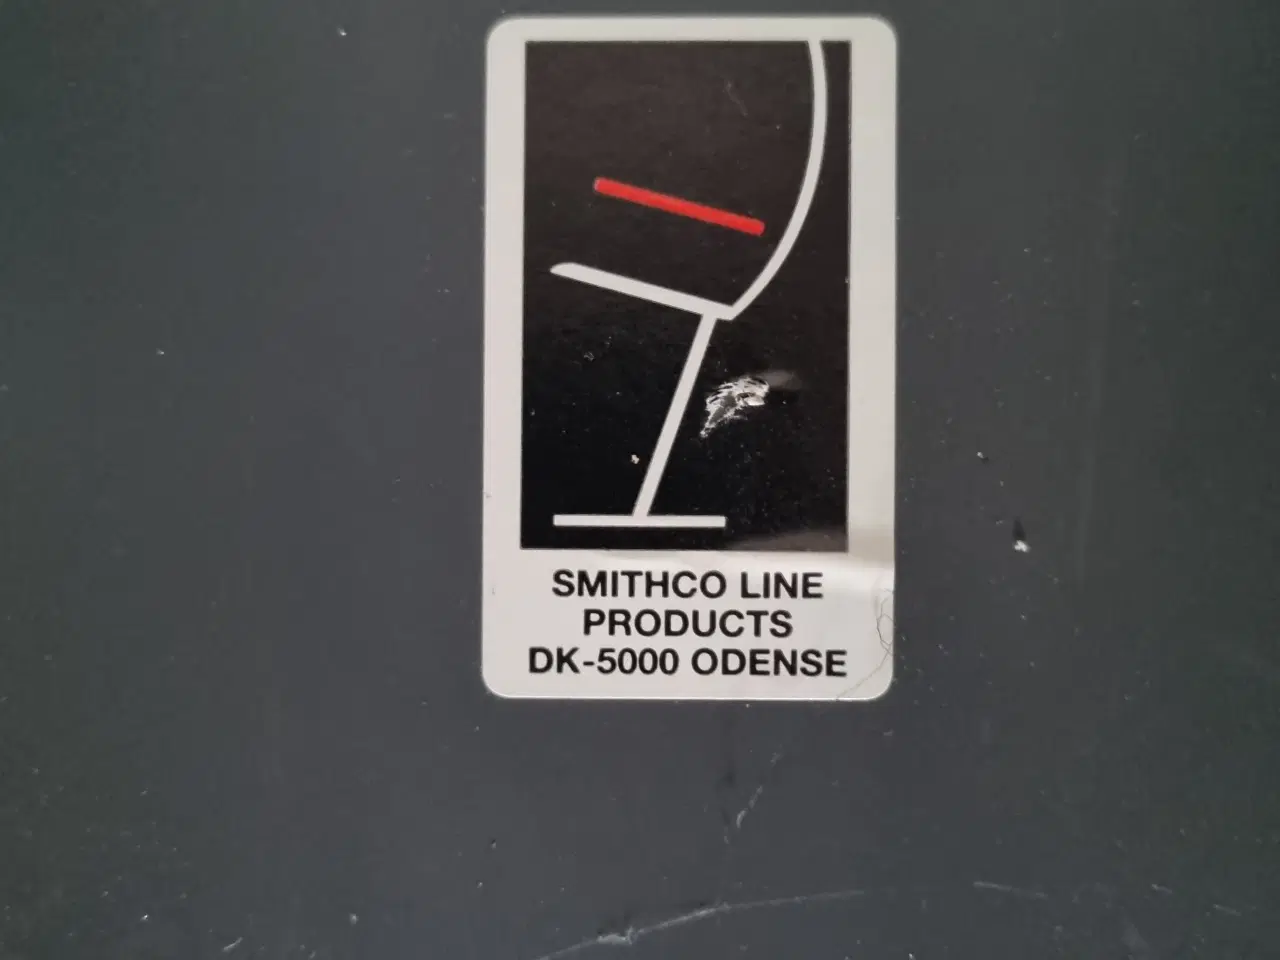 SMITHCO LINE
PRODUCTS
DK-5000 ODENSE